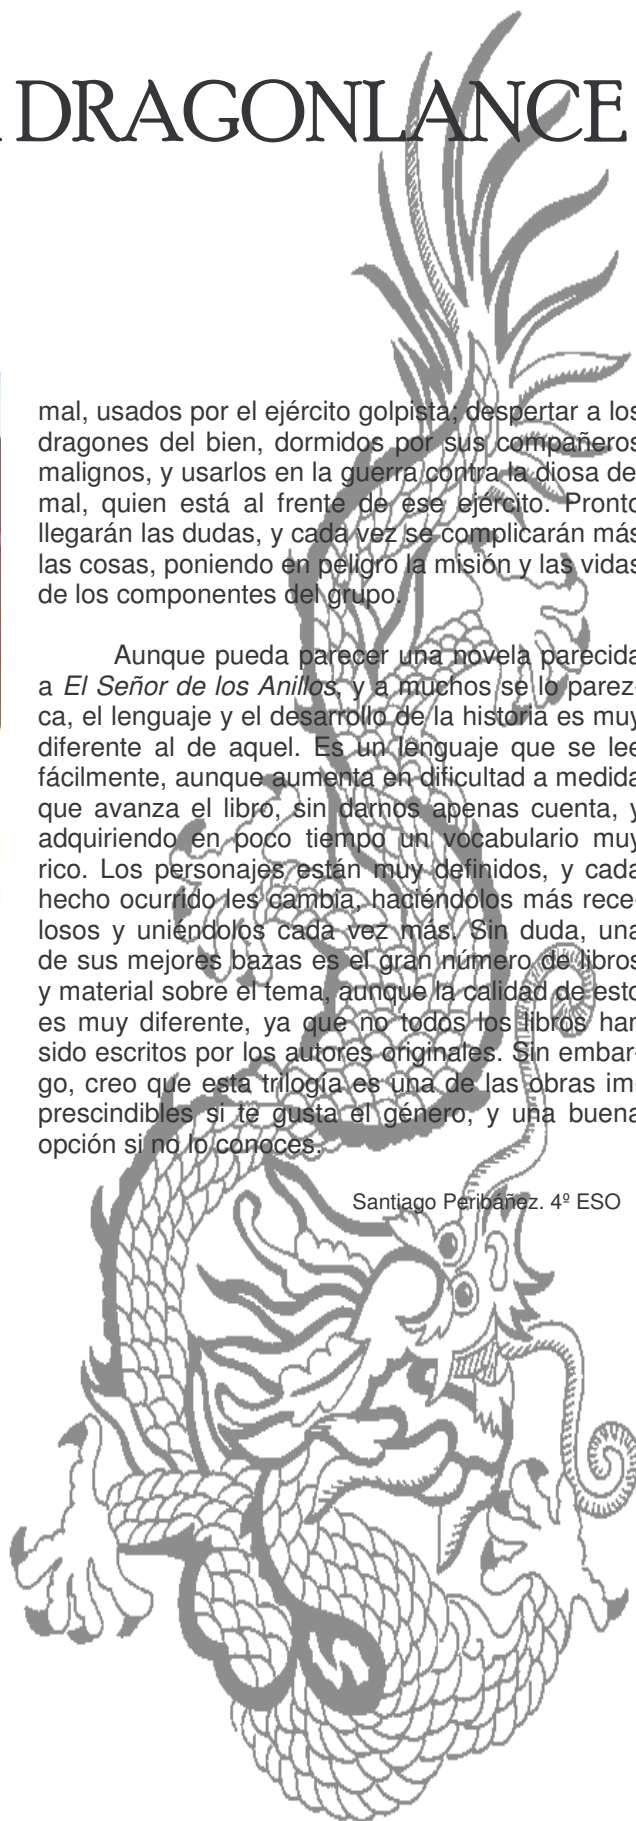 DRAGONLANCE
mal, usados por el ejército golpista; despertar a los
dragones del bien, dormidos por sus compañeros
malignos, y usarlos en la guerra contra la diosa de
mal, quien está al frente de ese ejército. Pronto
llegarán las dudas, y cada vez se complicarán más
las cosas, poniendo en peligro la misión y las vidas
de los componentes del grupo.
Aunque pueda parecer una novela parecida
a El Señor de los Anillos, y a muchos se lo parez-
ca, el lenguaje y el desarrollo de la historia es muy
diferente al de aquel. Es un lenguaje que se lee
fácilmente, aunque aumenta en dificultad a medida
que avanza el libro, sin darnos apenas cuenta, y
adquiriendo en poco tiempo un vocabulario muy
rico. Los personajes están muy definidos, y cada
hecho ocurrido les cambia, haciéndolos más rece-
losos y uniéndolos cada vez más. Sin duda, una
de sus mejores bazas es el gran número de libros
y material sobre el tema, aunque la calidad de esto
es muy diferente, ya que no todos los libros han
sido escritos por los autores originales. Sin embar-
go, creo que esta trilogía es una de las obras im-
prescindibles si te gusta el género, y una buena
opción si no lo conoces.
Santiago Peribáñez. 4º ESO